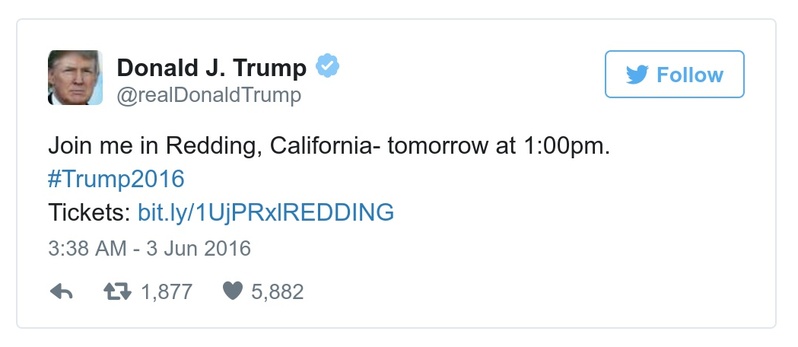 Donald J. Trump
@realDonaldTrump
Follow
Join me in Redding, California- tomorrow at 1:00pm.
#Trump2016
Tickets: bit.ly/1UjPRxlREDDING
3:38 AM - 3 Jun 2016
1,877 5,882